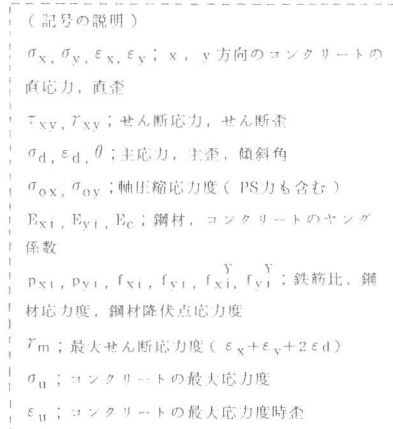 (記号の説明)
σx, σy, εx, εy;x, y方向のコンクリートの
直応力,直歪
τxy, γxy;せん断応力,せん断歪
σd, εd, θ;主応力,主歪,傾斜角
σox, σoy;軸圧縮応力度(PS力も含む)
Exi, Eyi, Ec;鋼材,コンクリートのヤング
係数
pxi, pyi, fxi, fyi, fxi^Y, fyi^Y;鉄筋比,鋼
材応力度,鋼材降伏点応力度
γm;最大せん断応力度(εx+εy+2εd)
σu;コンクリートの最大応力度
εu;コンクリートの最大応力度時歪